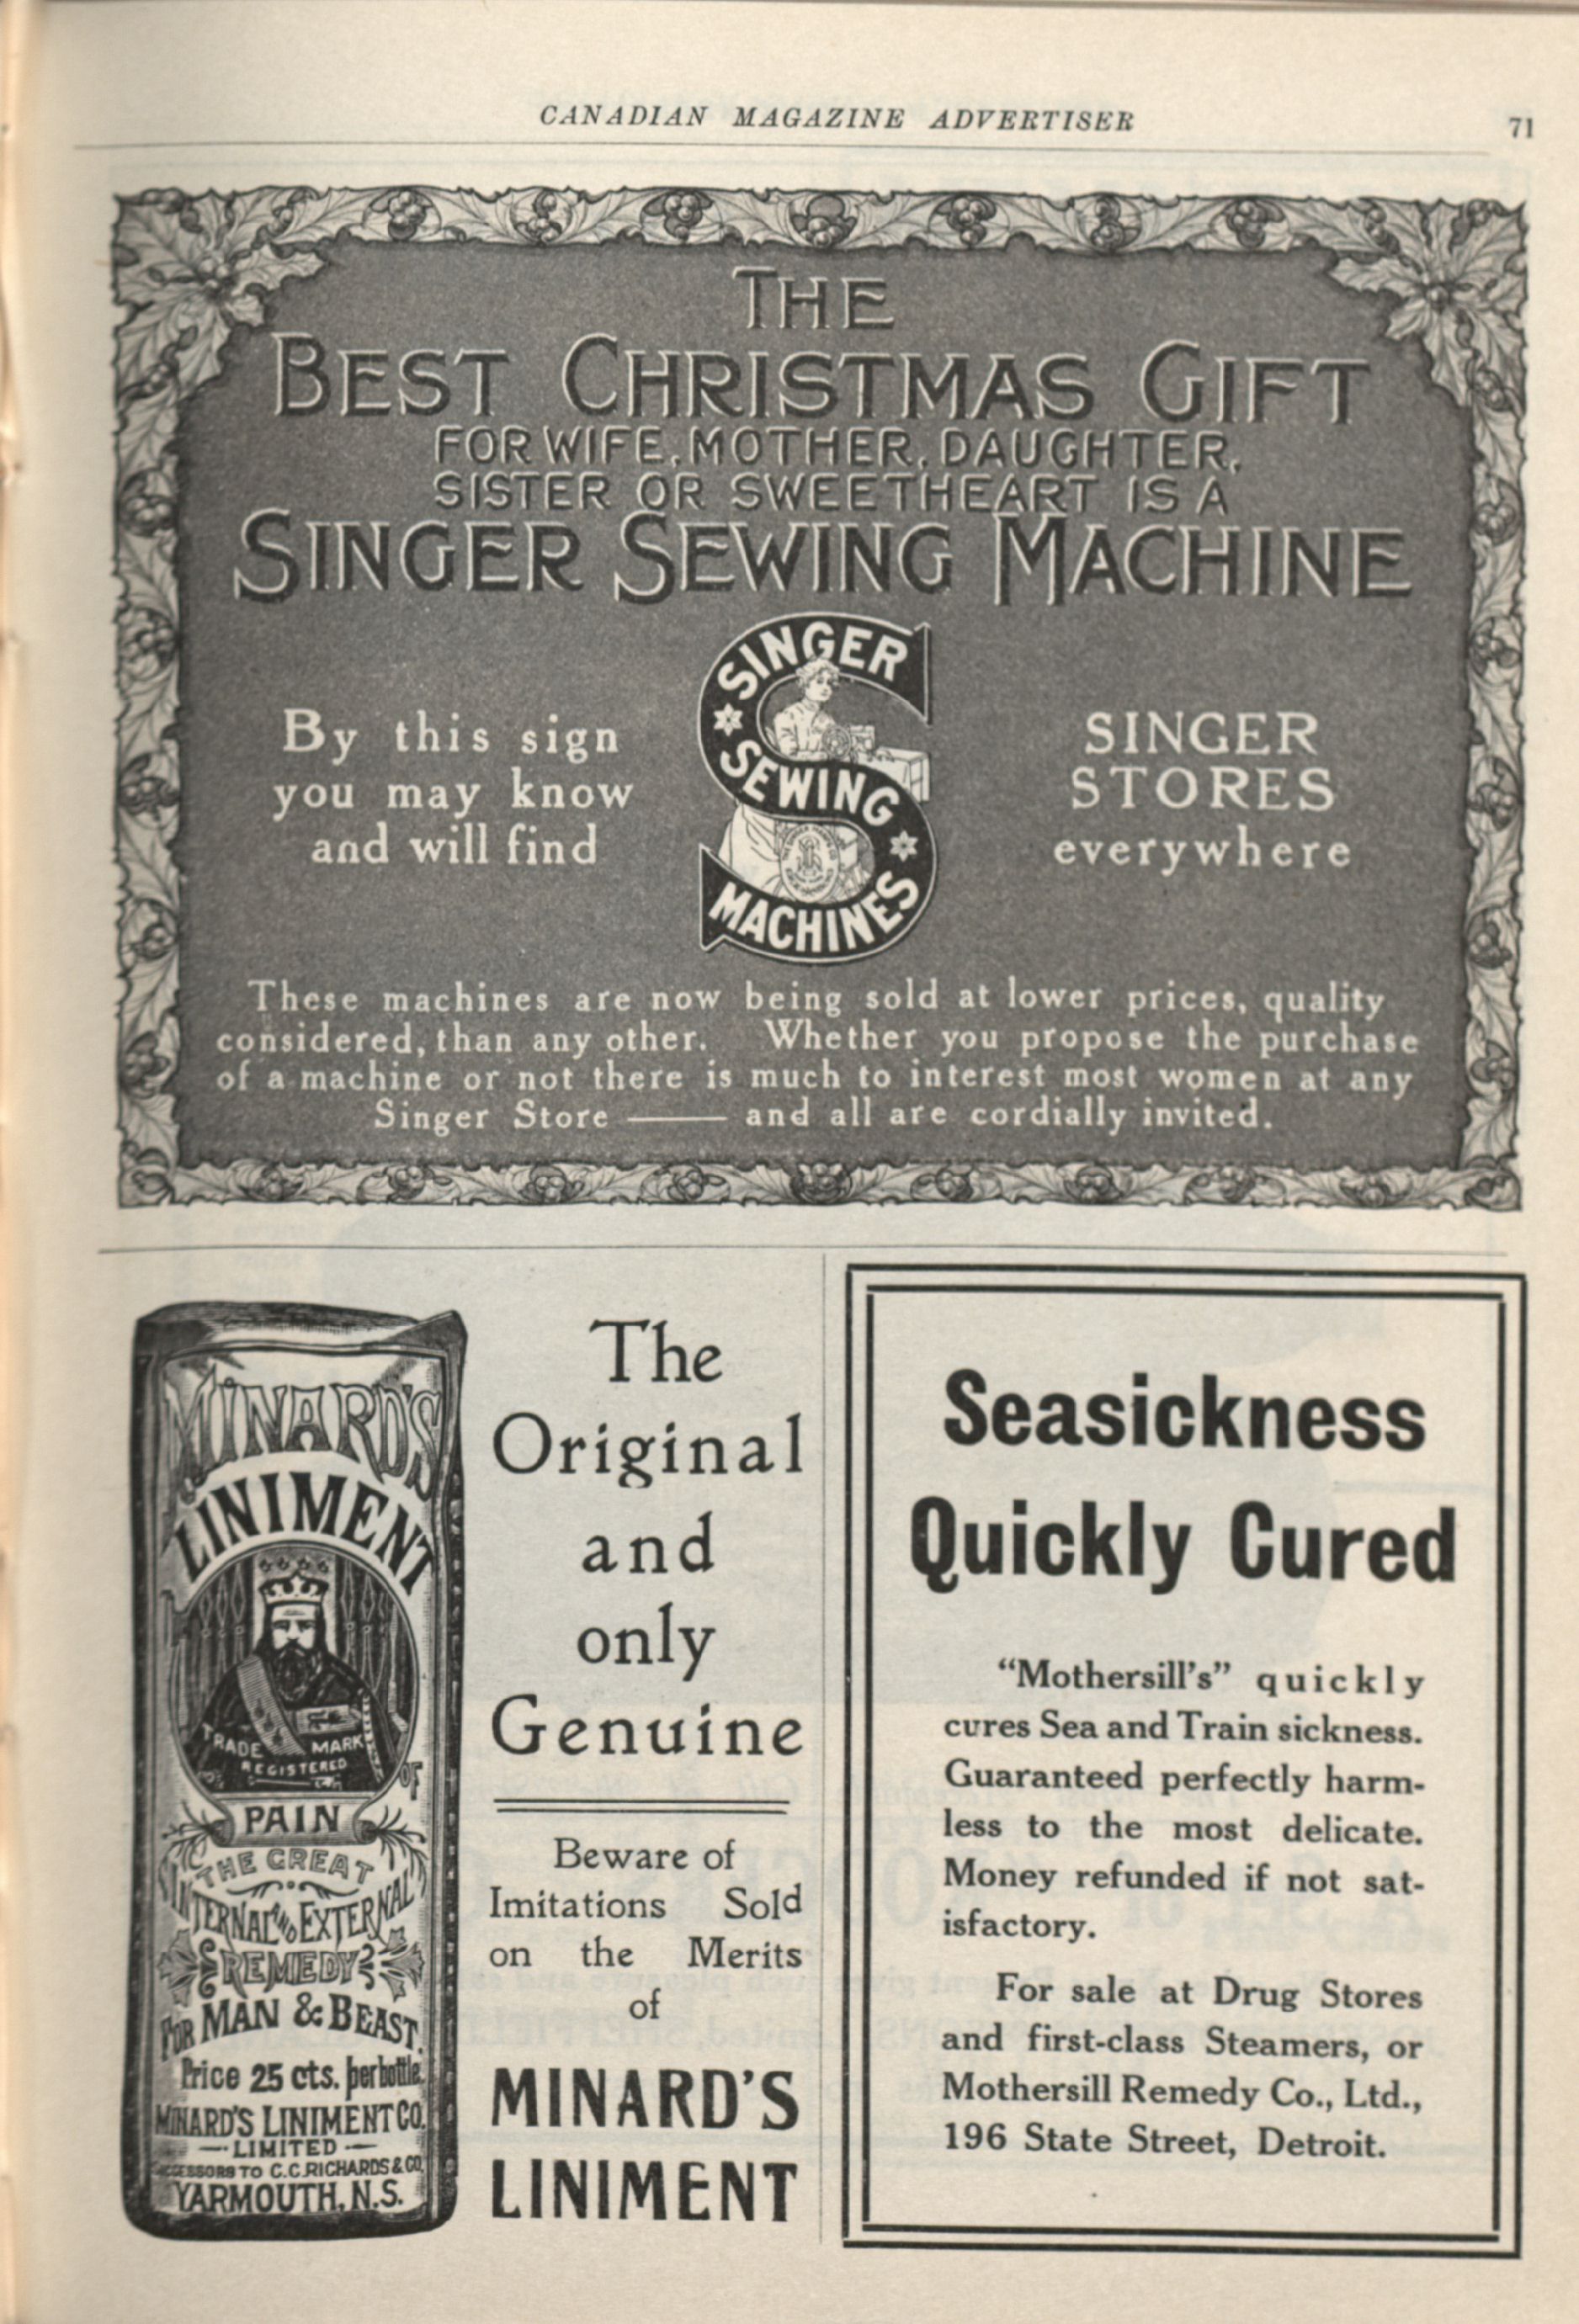 CANADIAN MAGAZINE ADVERTISER
71
THE
BEST CHRISTMAS GIFT
FOR WIFE, MOTHER, DAUGHTER,
SISTER OR SWEETHEART IS A
SINGER SEWING MACHINE
By this sign
you may know
and will find
SINGER
SEWING
MACHINES
SINGER
STORES
everywhere
These machines are now being sold at lower prices, quality
considered, than any other. Whether you propose the purchase
of a machine or not there is much to interest most women at any
Singer Store —— and all are cordially invited.
MINARD'S
LINIMENT
TRADE MARK
REGISTERED
OF
PAIN
THE GREAT
INTERNAL AND EXTERNAL
REMEDY
FOR MAN & BEAST.
Price 25 cts. per bottle.
MINARD'S LINIMENT CO.
— LIMITED —
TO C.C. RICHARDS & CO.
YARMOUTH, N.S.
The
Original
and
only
Genuine
Beware of
Imitations Sold
on the Merits
of
MINARD'S
LINIMENT
Seasickness
Quickly Cured
“Mothersill's” quickly
cures Sea and Train sickness.
Guaranteed perfectly harm-
less to the most delicate.
Money refunded if not sat-
isfactory.
For sale at Drug Stores
and first-class Steamers, or
Mothersill Remedy Co., Ltd.,
196 State Street, Detroit.